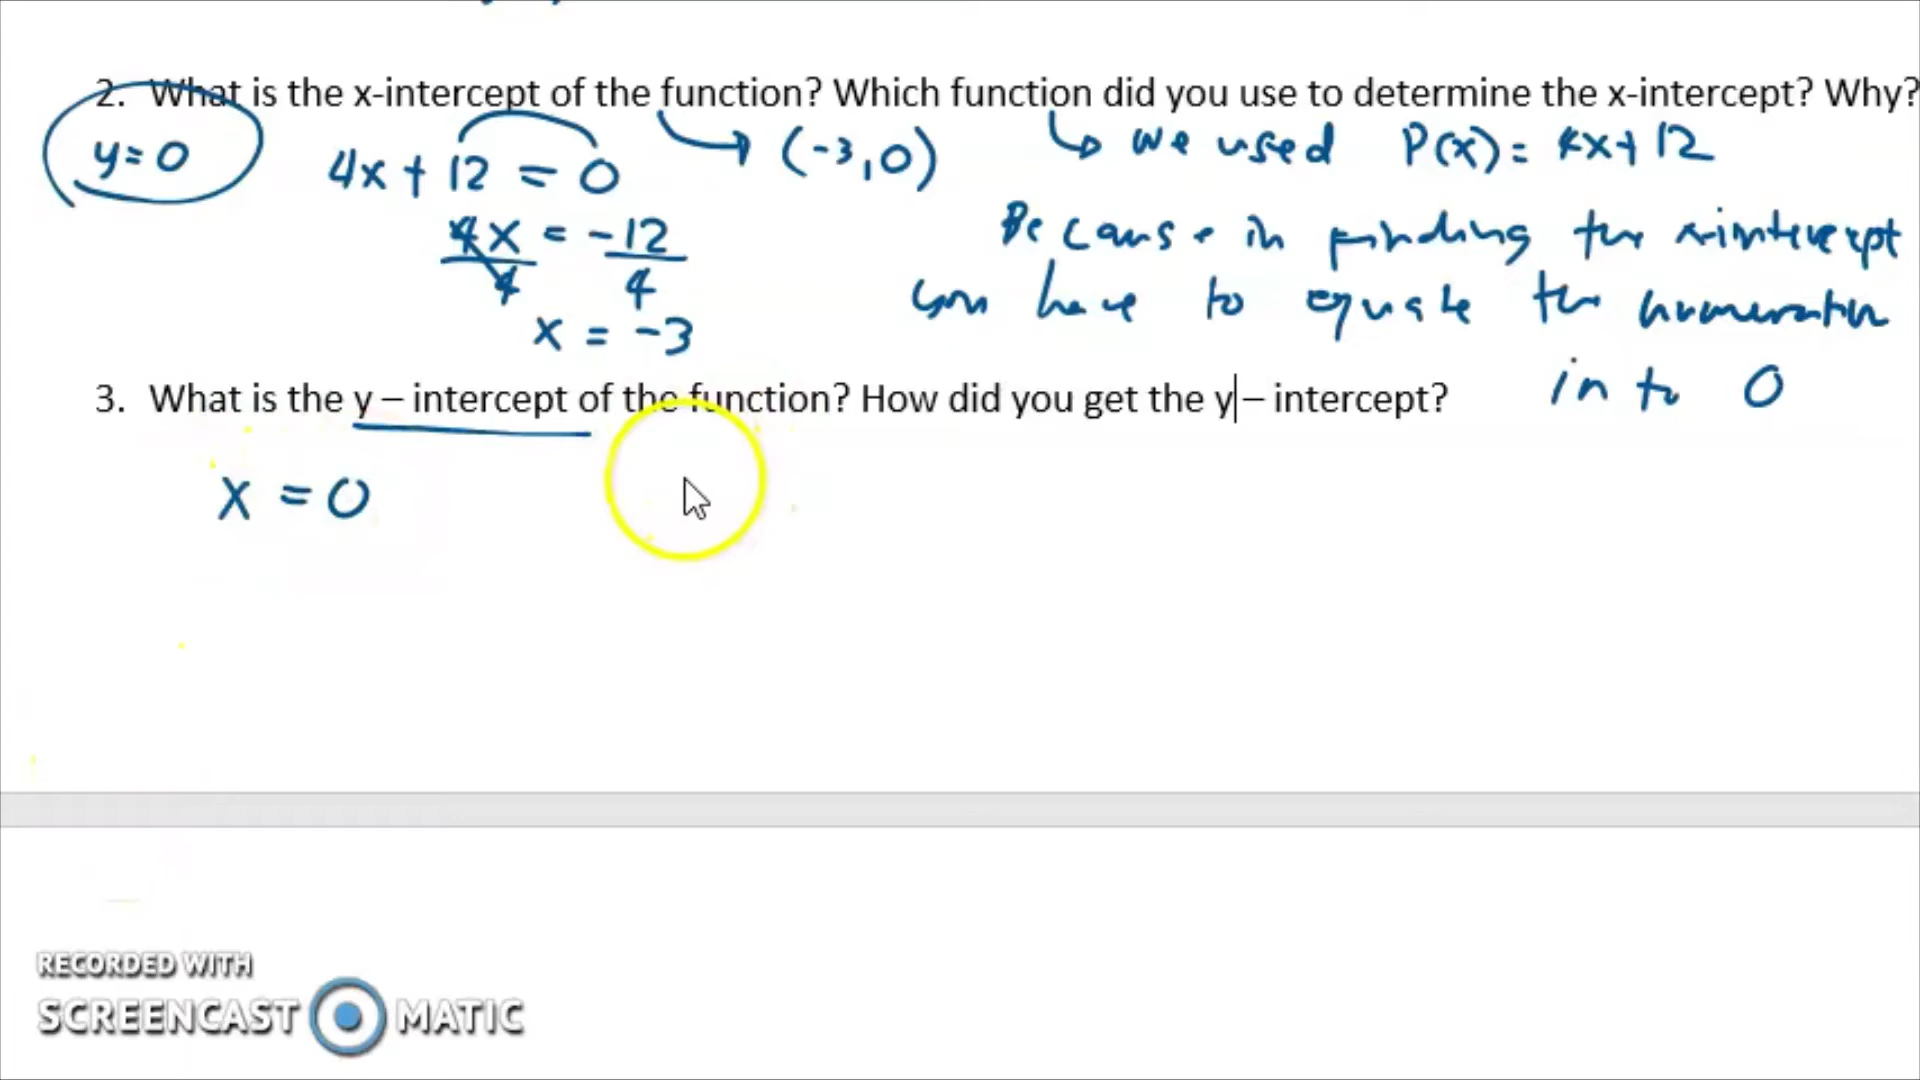 2. What is the x-intercept of the function? Which function did you use to determine the x-intercept? Why?
y=0
4x + 12 = 0
(-3,0)
we used P(x) = 4x+12
4x = -12
4 4
x = -3
Because in finding the x-intercept
you have to equate the numerator
in to 0
3. What is the y – intercept of the function? How did you get the y – intercept?
x = 0
RECORDED WITH
SCREENCAST MATIC